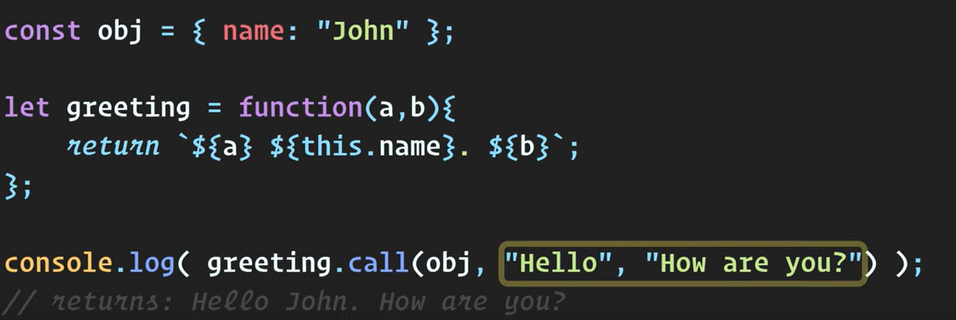 const obj = { name: "John" };
let greeting = function(a,b){
return `${a} ${this.name}. ${b}`;
};
console.log( greeting.call(obj, "Hello", "How are you?") );
// returns: Hello John. How are you?